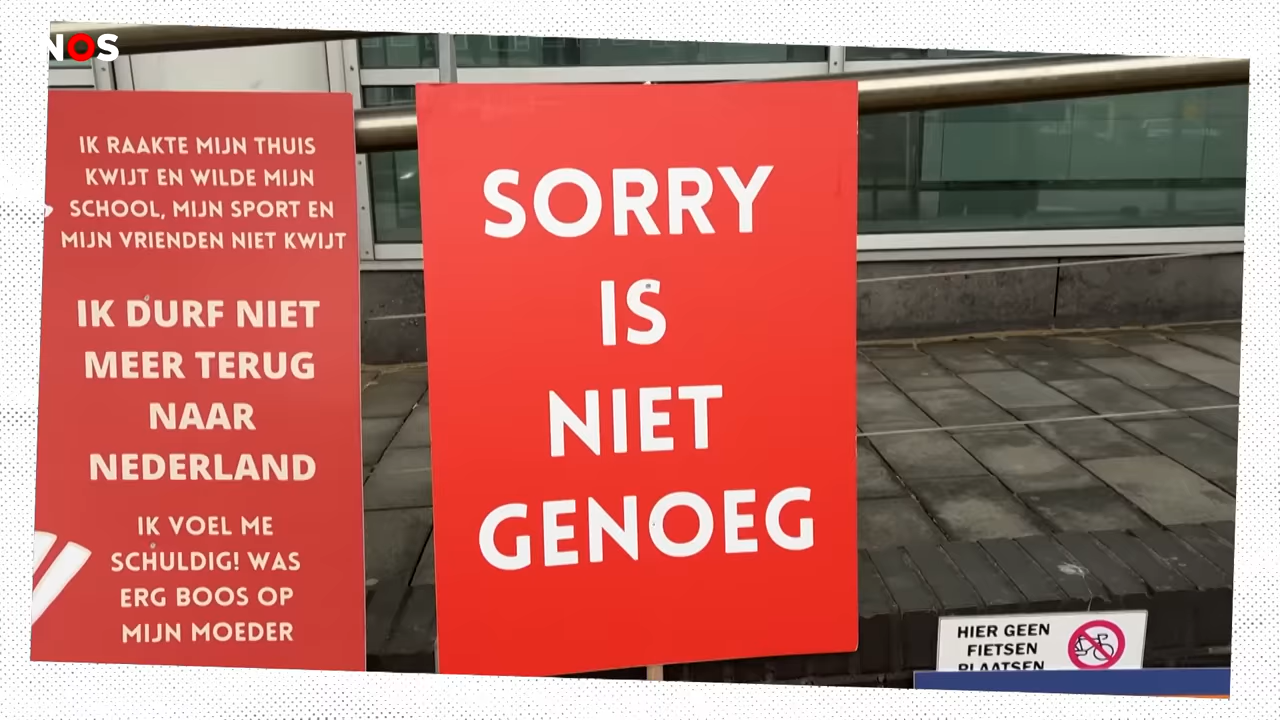 NOS
IK RAAKTE MIJN THUIS
KWIJT EN WILDE MIJN
SCHOOL, MIJN SPORT EN
MIJN VRIENDEN NIET KWIJT
IK DURF NIET
MEER TERUG
NAAR
NEDERLAND
IK VOEL ME
SCHULDIG! WAS
ERG BOOS OP
MIJN MOEDER
SORRY
IS
NIET
GENOEG
HIER GEEN
FIETSEN
PLAATSEN